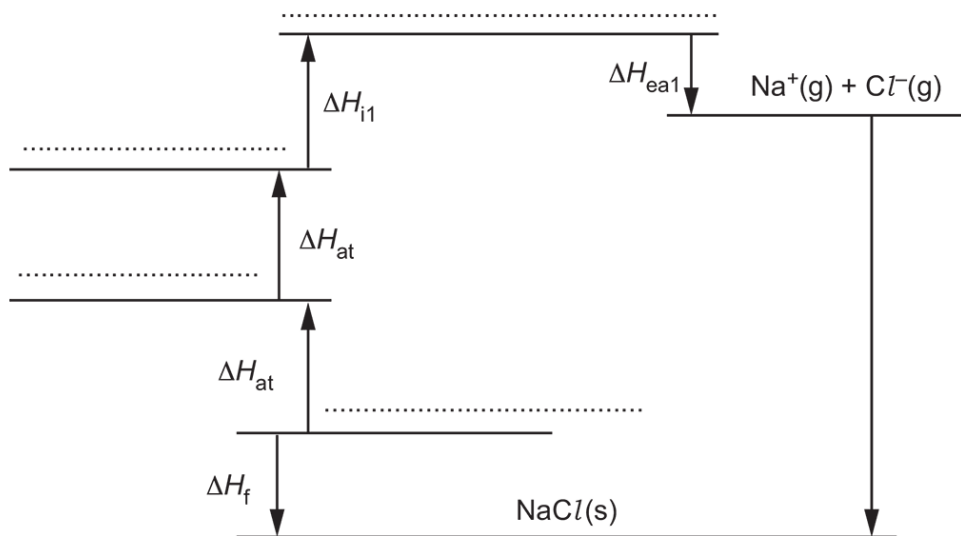 ΔHea1
Na⁺(g) + Cl⁻(g)
ΔHi1
ΔHat
ΔHat
ΔHf
NaCl(s)